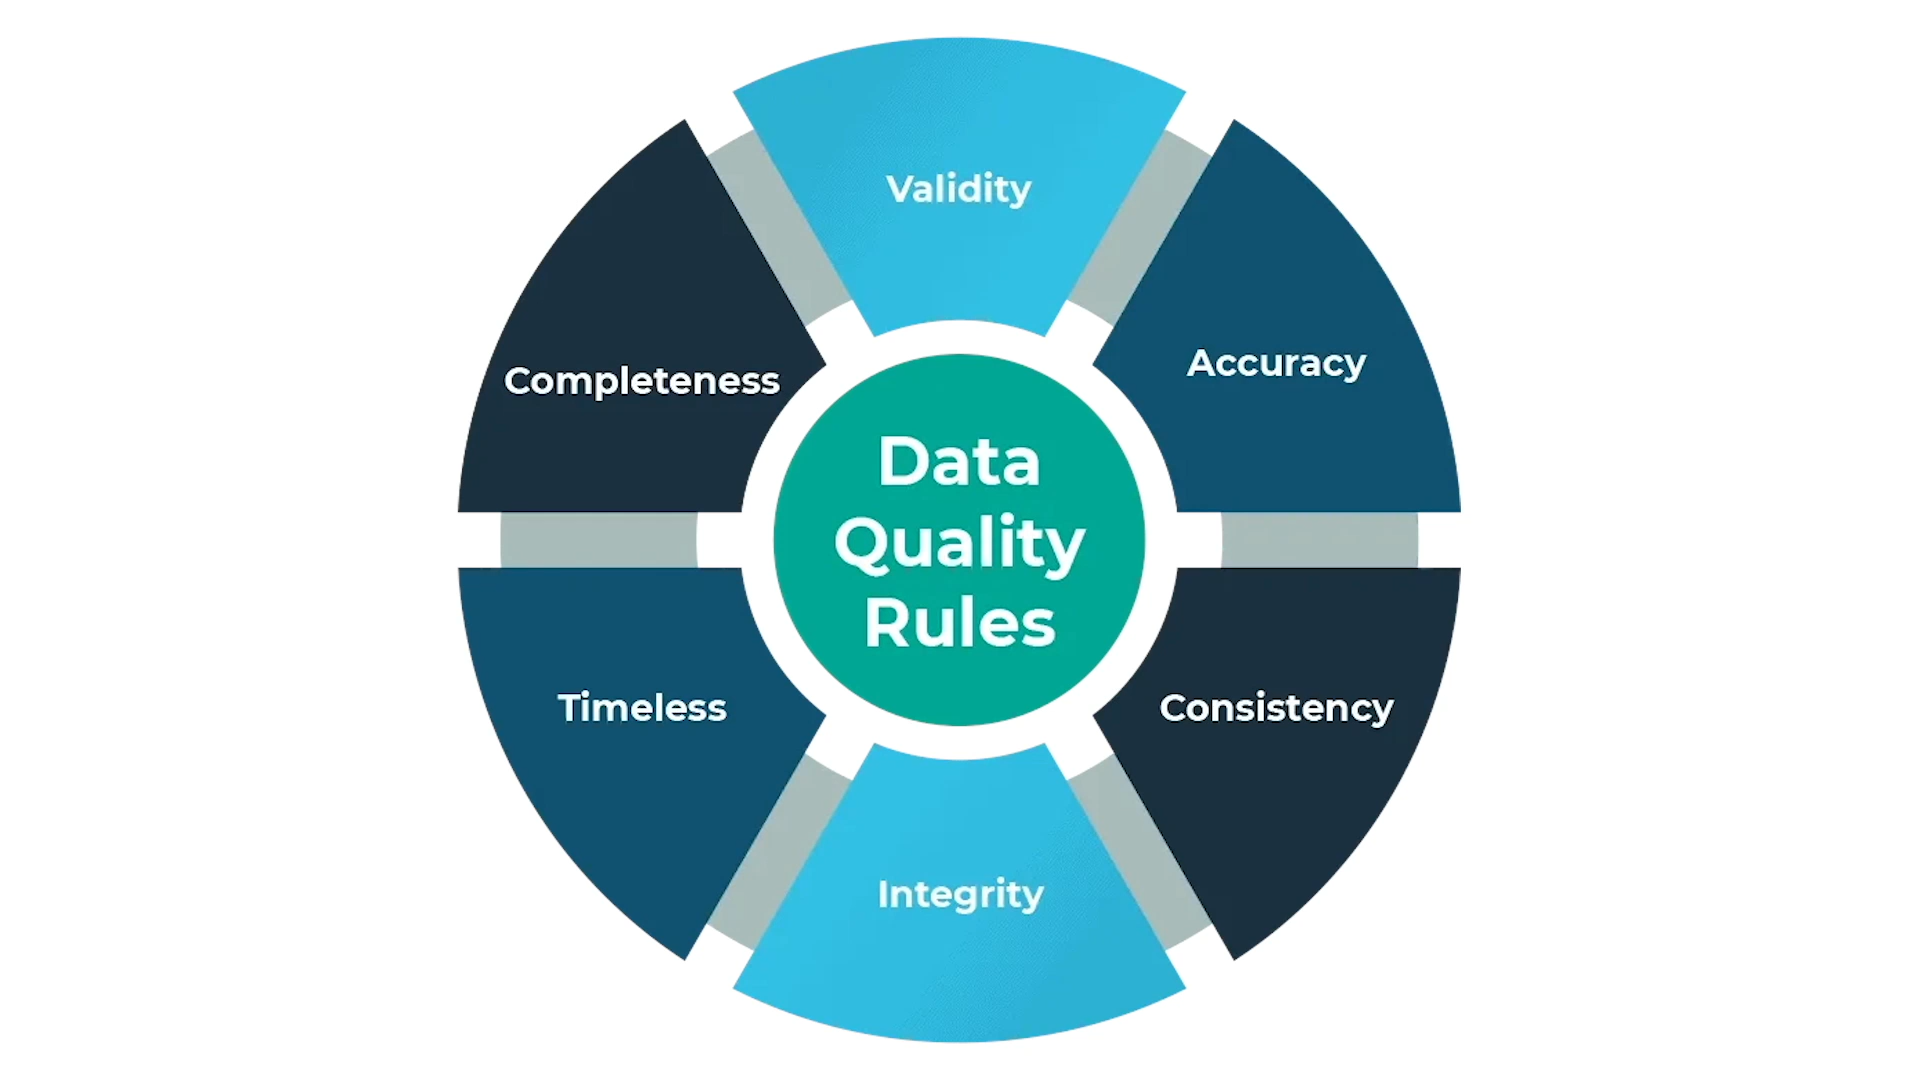 Validity
Accuracy
Completeness
Data
Quality
Rules
Timeless
Consistency
Integrity